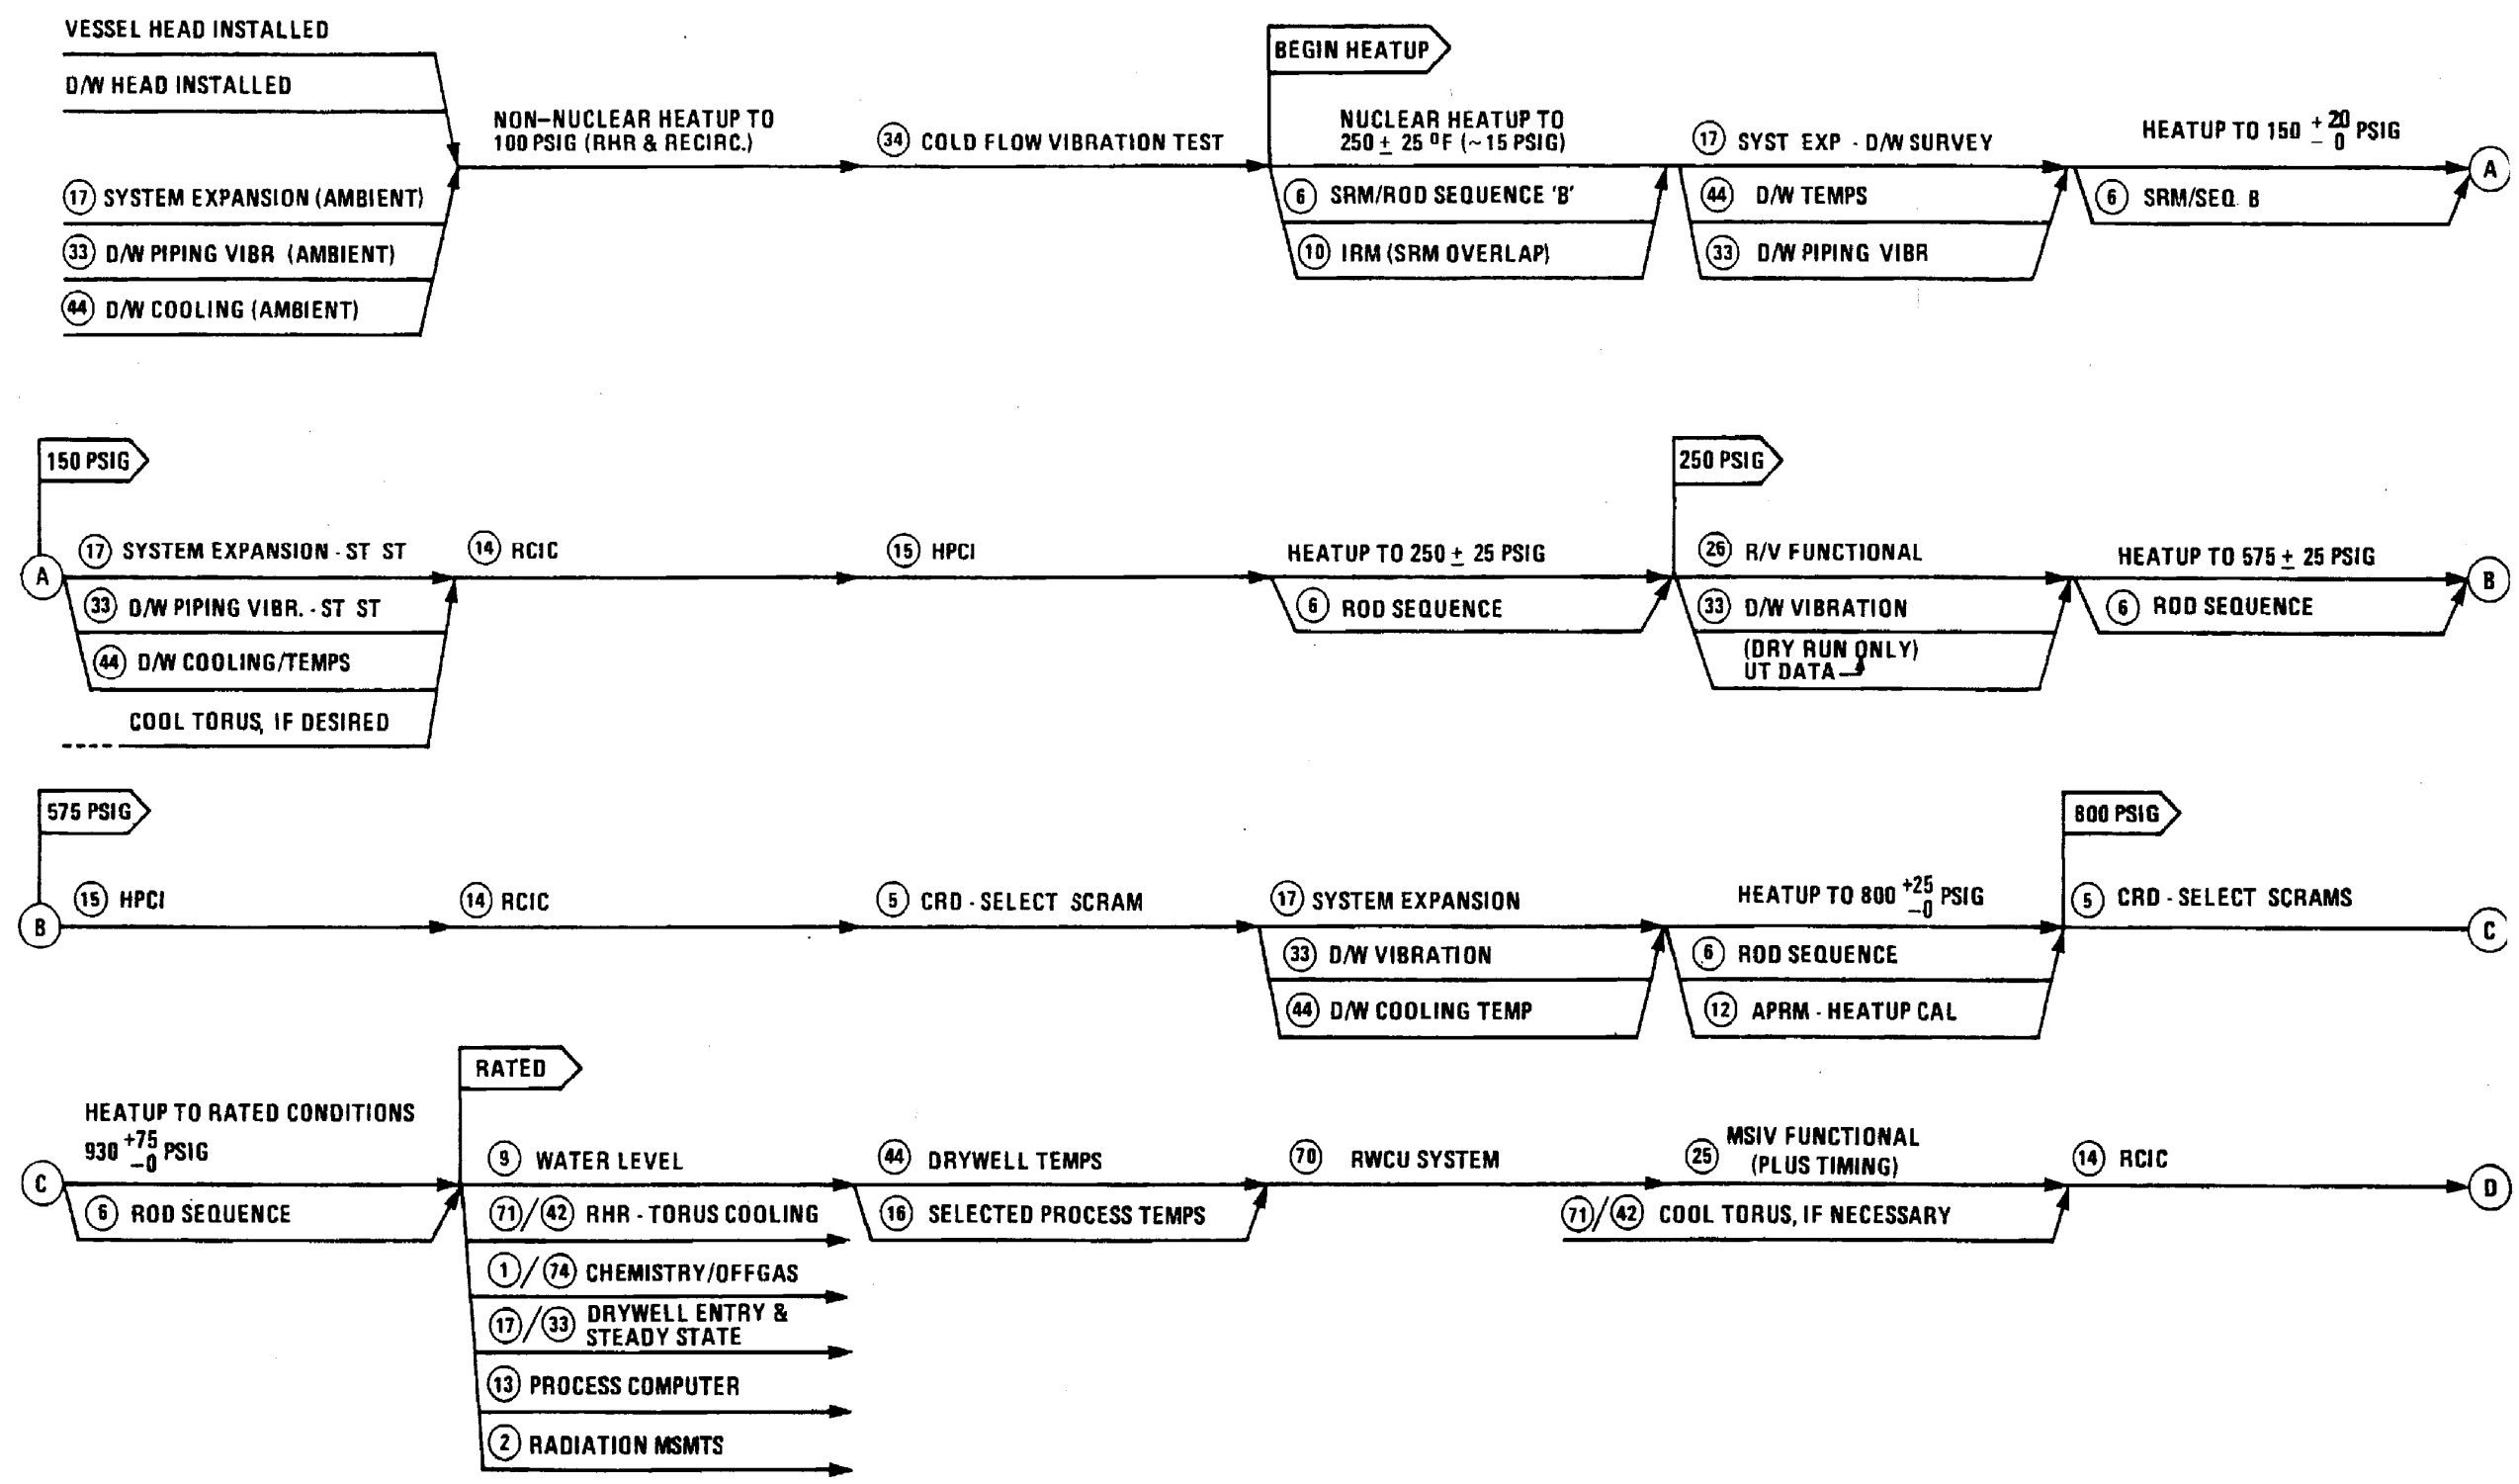 VESSEL HEAD INSTALLED
D/W HEAD INSTALLED
17 SYSTEM EXPANSION (AMBIENT)
33 D/W PIPING VIBR (AMBIENT)
44 D/W COOLING (AMBIENT)
NON-NUCLEAR HEATUP TO
100 PSIG (RHR & RECIRC.)
34 COLD FLOW VIBRATION TEST
BEGIN HEATUP
NUCLEAR HEATUP TO
250 ± 25 ºF (~15 PSIG)
6 SRM/ROD SEQUENCE 'B'
10 IRM (SRM OVERLAP)
17 SYST EXP - D/W SURVEY
44 D/W TEMPS
33 D/W PIPING VIBR
HEATUP TO 150 +20 -0 PSIG
6 SRM/SEQ. B
A
150 PSIG
A
17 SYSTEM EXPANSION - ST ST
33 D/W PIPING VIBR. - ST ST
44 D/W COOLING/TEMPS
COOL TORUS, IF DESIRED
14 RCIC
15 HPCI
HEATUP TO 250 ± 25 PSIG
6 ROD SEQUENCE
250 PSIG
26 R/V FUNCTIONAL
33 D/W VIBRATION
(DRY RUN ONLY)
UT DATA
HEATUP TO 575 ± 25 PSIG
6 ROD SEQUENCE
B
575 PSIG
B
15 HPCI
14 RCIC
5 CRD - SELECT SCRAM
17 SYSTEM EXPANSION
33 D/W VIBRATION
44 D/W COOLING TEMP
HEATUP TO 800 +25 -0 PSIG
6 ROD SEQUENCE
12 APRM - HEATUP CAL
800 PSIG
5 CRD - SELECT SCRAMS
C
C
HEATUP TO RATED CONDITIONS
930 +75 -0 PSIG
6 ROD SEQUENCE
RATED
9 WATER LEVEL
71/42 RHR - TORUS COOLING
1/74 CHEMISTRY/OFFGAS
17/33 DRYWELL ENTRY &
STEADY STATE
13 PROCESS COMPUTER
2 RADIATION MSMTS
44 DRYWELL TEMPS
16 SELECTED PROCESS TEMPS
70 RWCU SYSTEM
25 MSIV FUNCTIONAL
(PLUS TIMING)
71/42 COOL TORUS, IF NECESSARY
14 RCIC
D